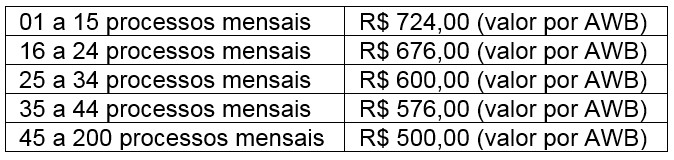 01 a 15 processos mensais R$ 724,00 (valor por AWB)
16 a 24 processos mensais R$ 676,00 (valor por AWB)
25 a 34 processos mensais R$ 600,00 (valor por AWB)
35 a 44 processos mensais R$ 576,00 (valor por AWB)
45 a 200 processos mensais R$ 500,00 (valor por AWB)